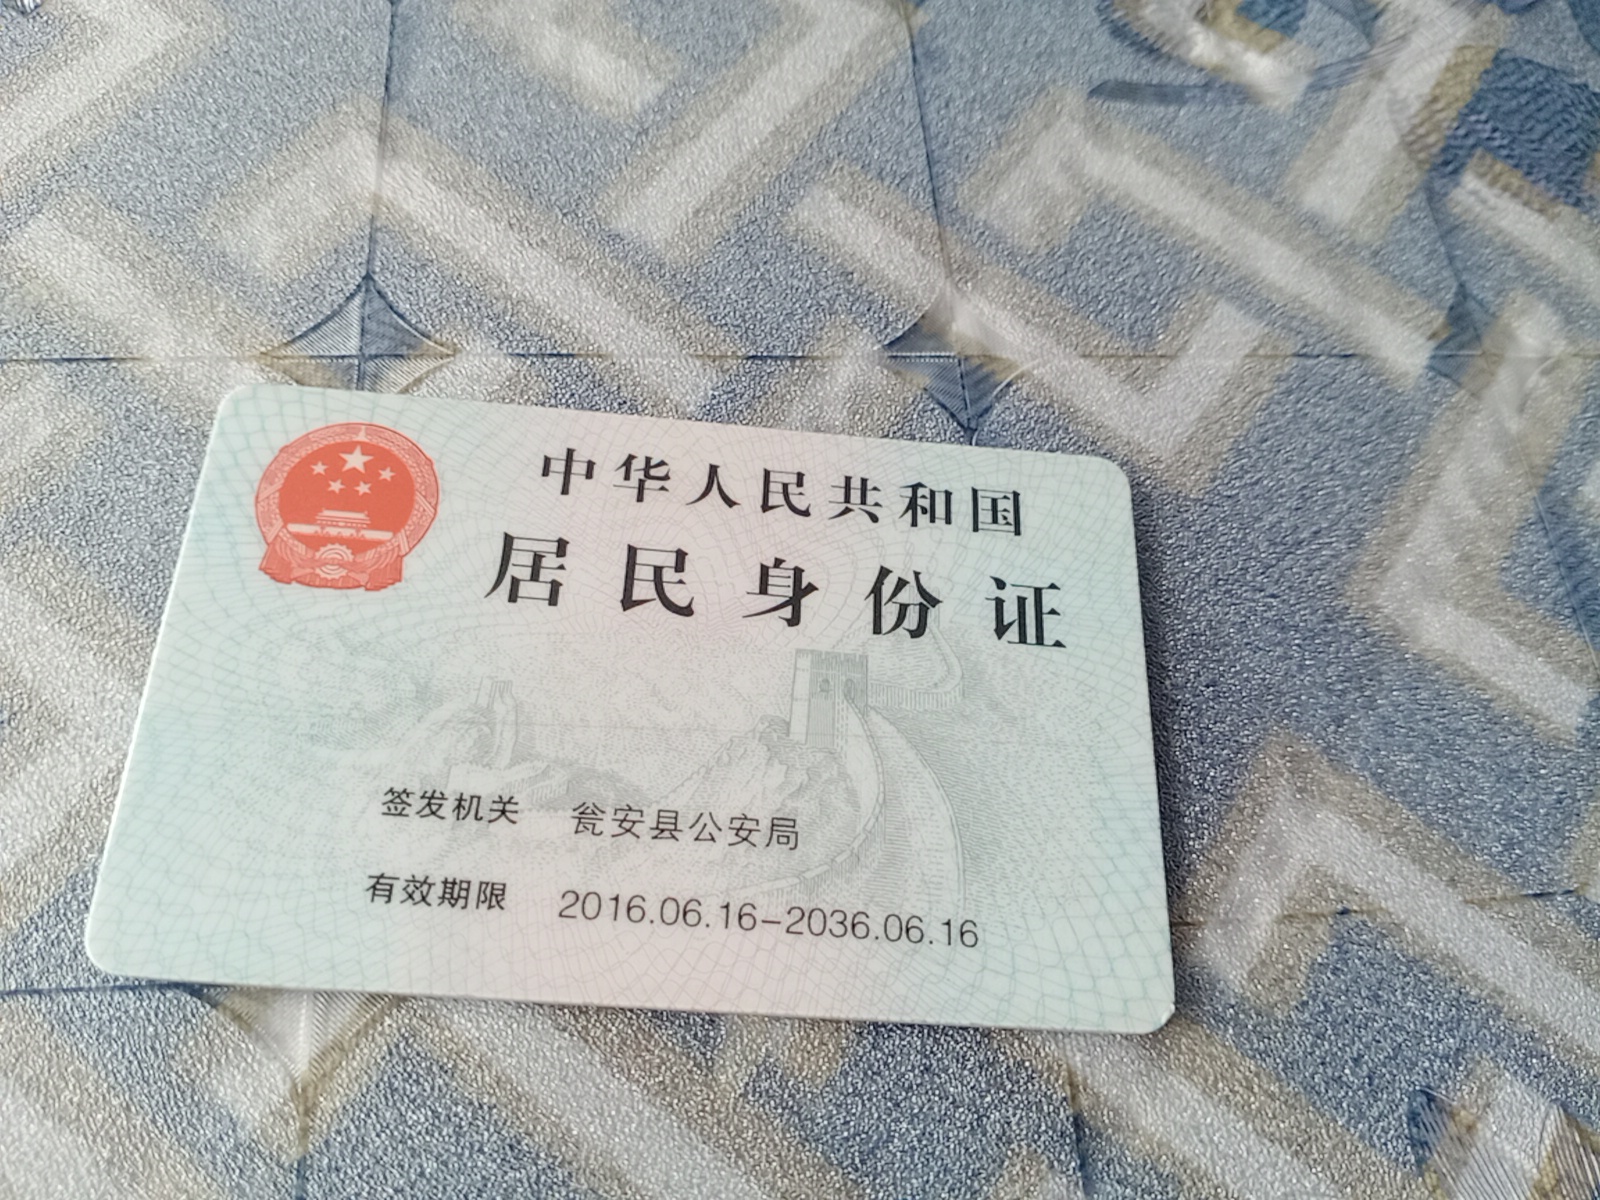 中华人民共和国
居民身份证
签发机关 瓮安县公安局
有效期限 2016.06.16-2036.06.16